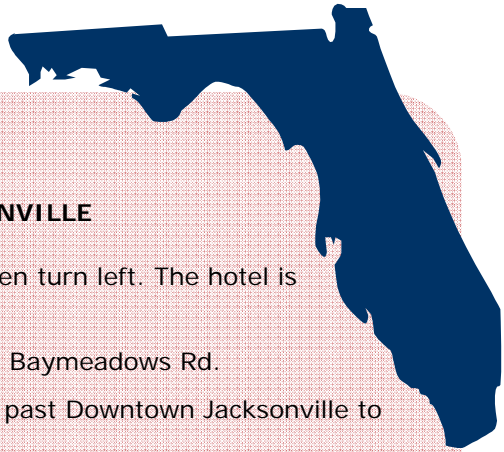 NVILLE
en turn left. The hotel is
Baymeadows Rd.
past Downtown Jacksonville to